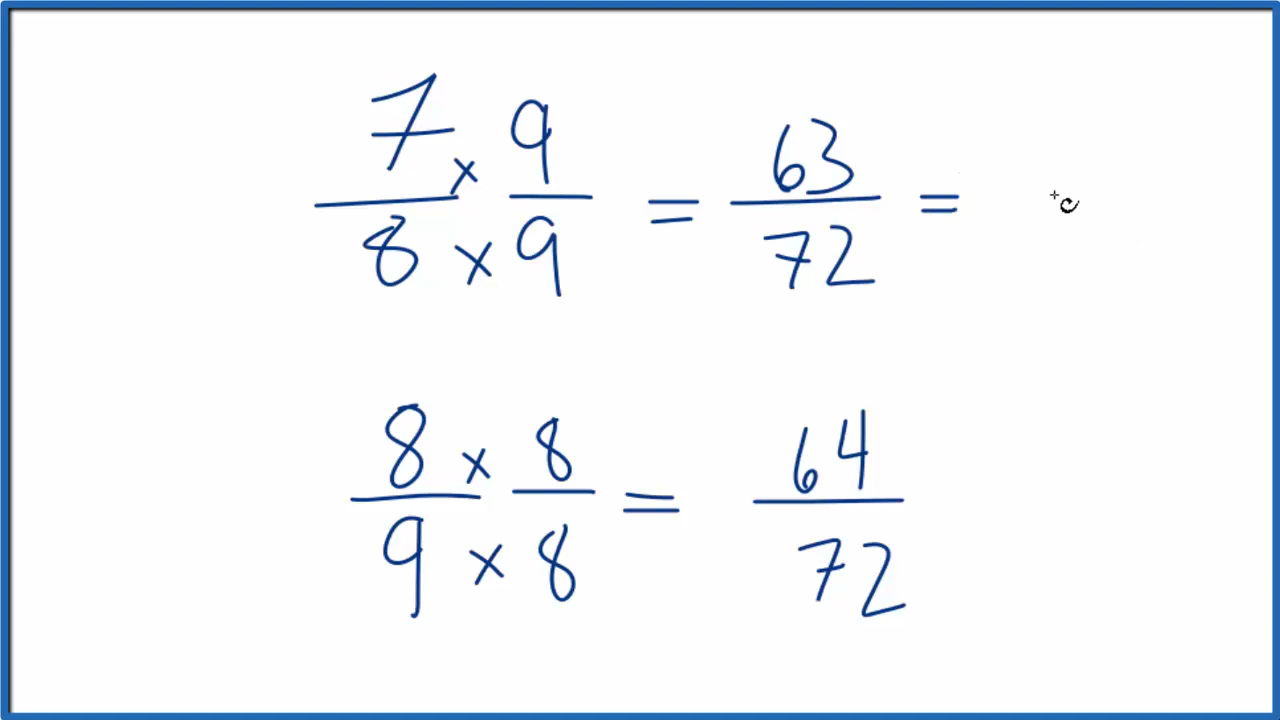 7 × 9 / 8 × 9 = 63 / 72 =
8 × 8 / 9 × 8 = 64 / 72